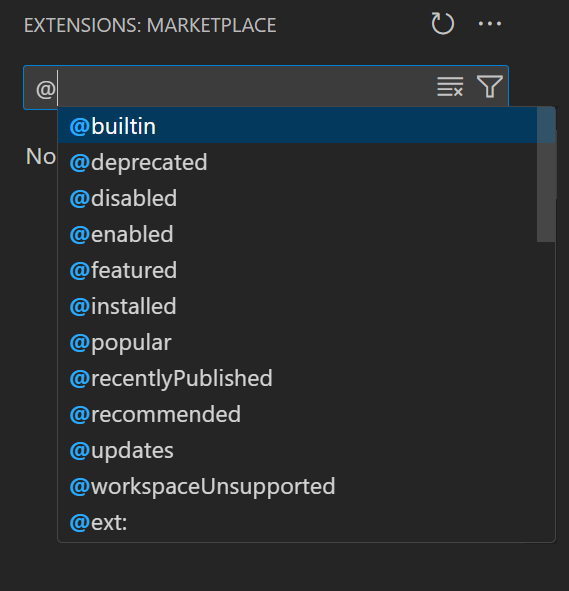 EXTENSIONS: MARKETPLACE
@
@builtin
No
@deprecated
@disabled
@enabled
@featured
@installed
@popular
@recentlyPublished
@recommended
@updates
@workspaceUnsupported
@ext: